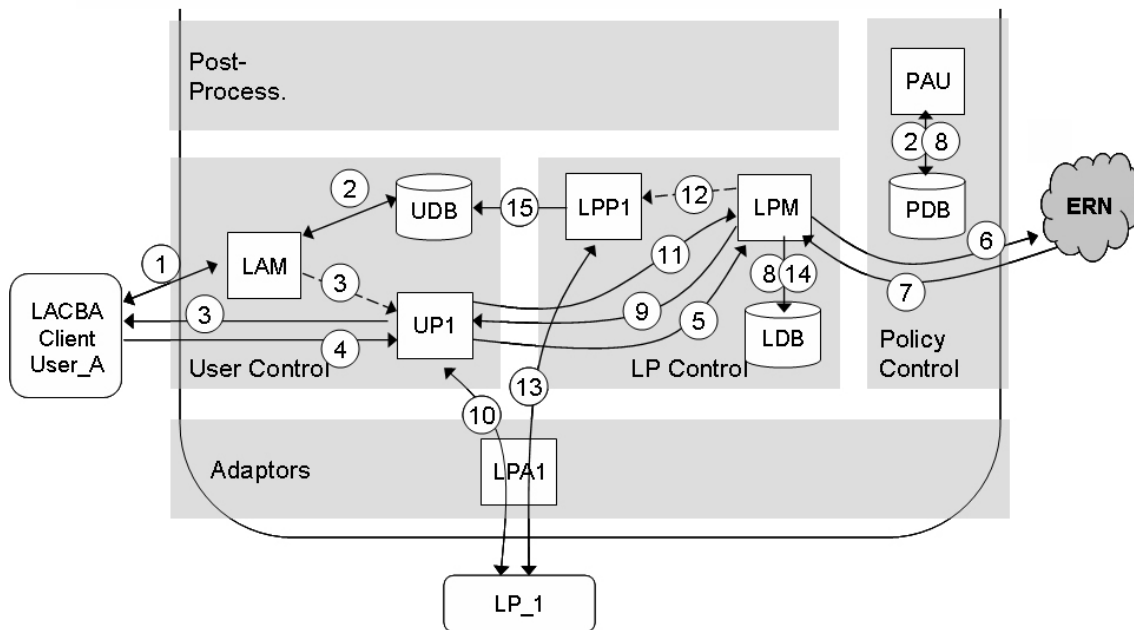 Post-
Process.
PAU
2 8
PDB
ERN
2
UDB
15
LPP1
12
LPM
6
1
LAM
3
11
8 14
7
LACBA
Client
User_A
3
UP1
9
5
LDB
4
User Control
LP Control
Policy
Control
13
10
Adaptors
LPA1
LP_1